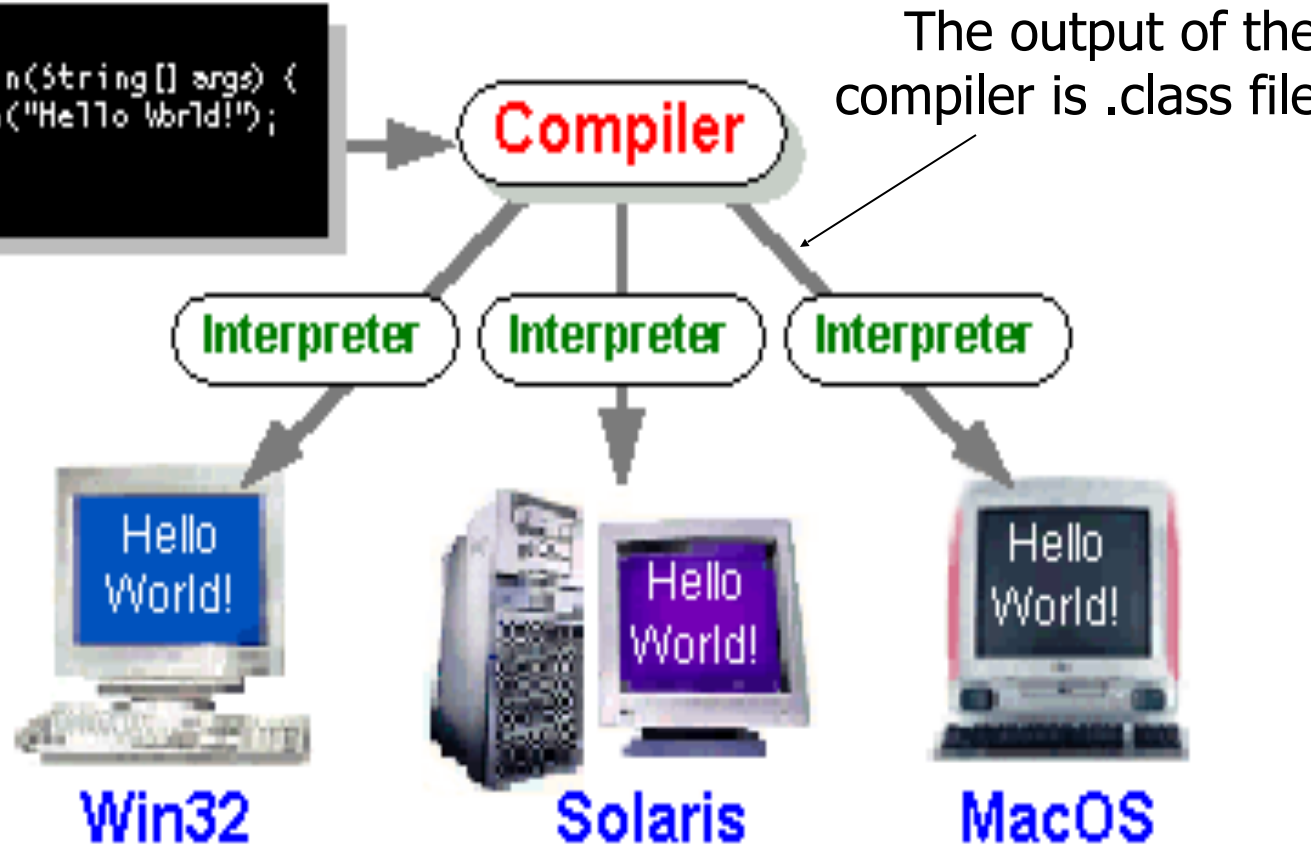 n(String[] args) {
("Hello World!");
The output of the
compiler is .class file
Compiler
Interpreter
Interpreter
Interpreter
Hello
World!
Hello
World!
Hello
World!
Win32
Solaris
MacOS